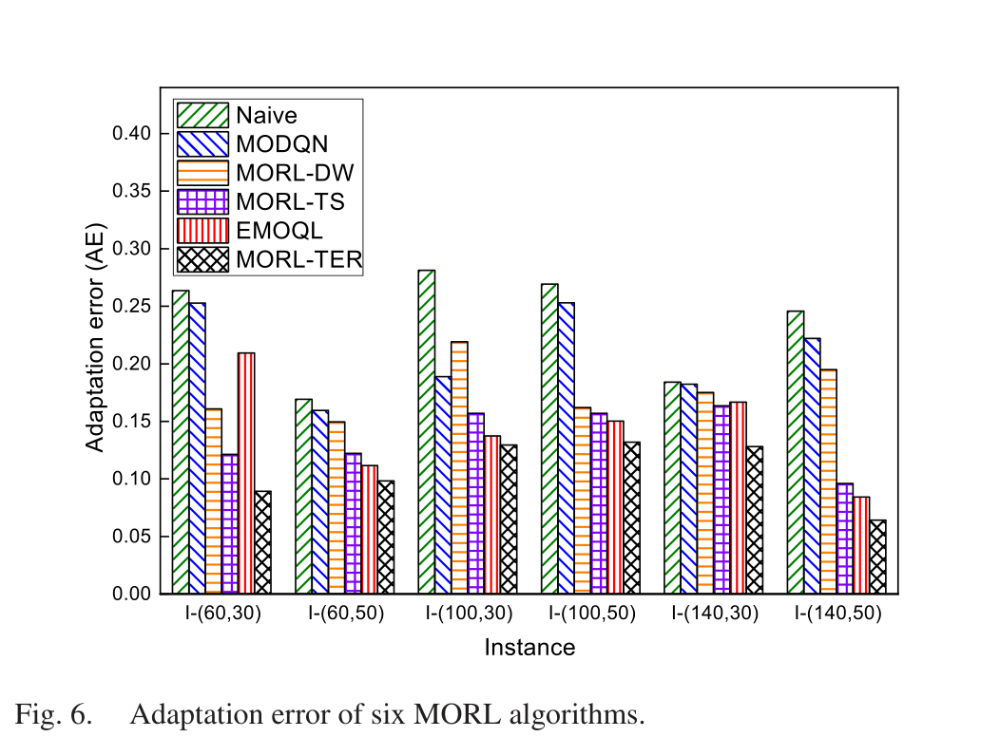 Naive
MODQN
MORL-DW
MORL-TS
EMOQL
MORL-TER
Adaptation error (AE)
0.40
0.35
0.30
0.25
0.20
0.15
0.10
0.05
0.00
I-(60,30) I-(60,50) I-(100,30) I-(100,50) I-(140,30) I-(140,50)
Instance
Fig. 6. Adaptation error of six MORL algorithms.